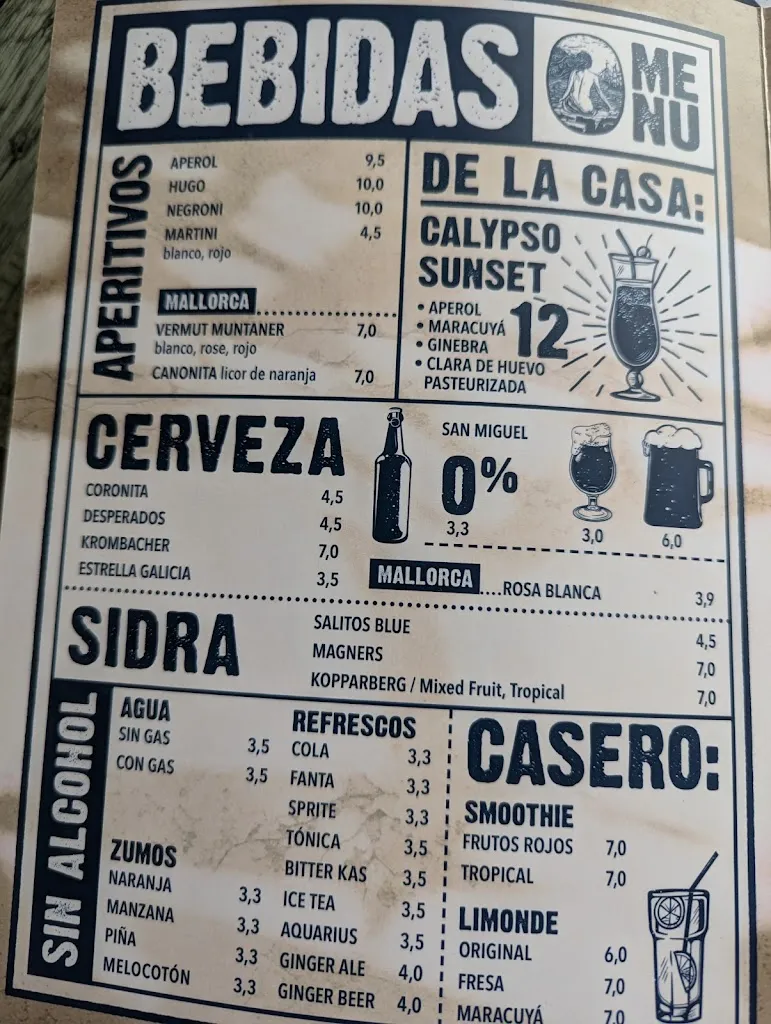 BEBIDAS
ME
NU
APERITIVOS
APEROL 9,5
HUGO 10,0
NEGRONI 10,0
MARTINI 4,5
blanco, rojo
MALLORCA
VERMUT MUNTANER 7,0
blanco, rose, rojo
CANONITA licor de naranja 7,0
DE LA CASA:
CALYPSO
SUNSET
• APEROL
• MARACUYÁ
• GINEBRA
• CLARA DE HUEVO
PASTEURIZADA
12
CERVEZA
CORONITA 4,5
DESPERADOS 4,5
KROMBACHER 7,0
ESTRELLA GALICIA 3,5
SAN MIGUEL
0%
3,3
3,0
6,0
MALLORCA ....ROSA BLANCA 3,9
SIDRA
SALITOS BLUE 4,5
MAGNERS 7,0
KOPPARBERG / Mixed Fruit, Tropical 7,0
SIN ALCOHOL
AGUA
SIN GAS 3,5
CON GAS 3,5
ZUMOS
NARANJA 3,3
MANZANA 3,3
PIÑA 3,3
MELOCOTÓN 3,3
REFRESCOS
COLA 3,3
FANTA 3,3
SPRITE 3,3
TÓNICA 3,5
BITTER KAS 3,5
ICE TEA 3,5
AQUARIUS 3,5
GINGER ALE 4,0
GINGER BEER 4,0
CASERO:
SMOOTHIE
FRUTOS ROJOS 7,0
TROPICAL 7,0
LIMONDE
ORIGINAL 6,0
FRESA 7,0
MARACUYÁ 7,0